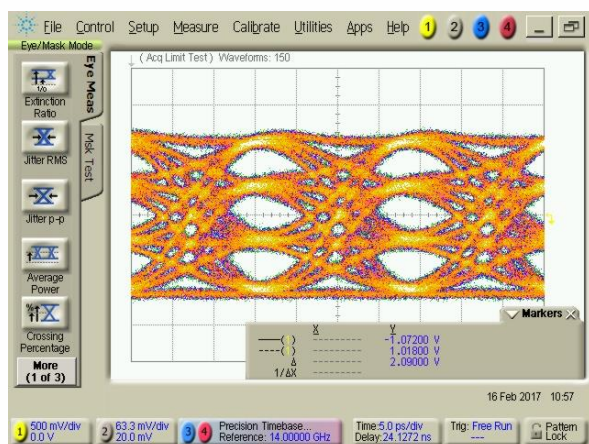 File Control Setup Measure Calibrate Utilities Apps Help 1 2 3 4
Eye/Mask Mode
(Acq Limit Test) Waveforms: 150
Eye Meas
Msk Test
1/0
Extinction
Ratio
Jitter RMS
Jitter p-p
Average
Power
Crossing
Percentage
More
(1 of 3)
Markers
X Y
----( ) --------- -1.07200 V
----( ) --------- 1.01800 V
Δ --------- 2.09000 V
1/ΔX ---------
16 Feb 2017 10:57
1 500 mV/div
0.0 V
2 63.3 mV/div
20.0 mV
3 4 Precision Timebase...
Reference: 14.00000 GHz
Time:5.0 ps/div
Delay:24.1272 ns
Trig: Free Run
---
Pattern
Lock